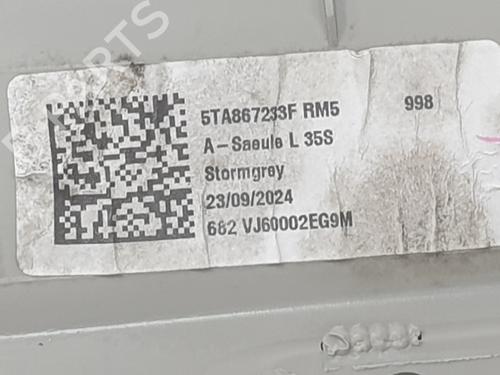 5TA867233F RM5 998
A-Saeule L 35S
Stormgrey
23/09/2024
682 VJ60002EG9M